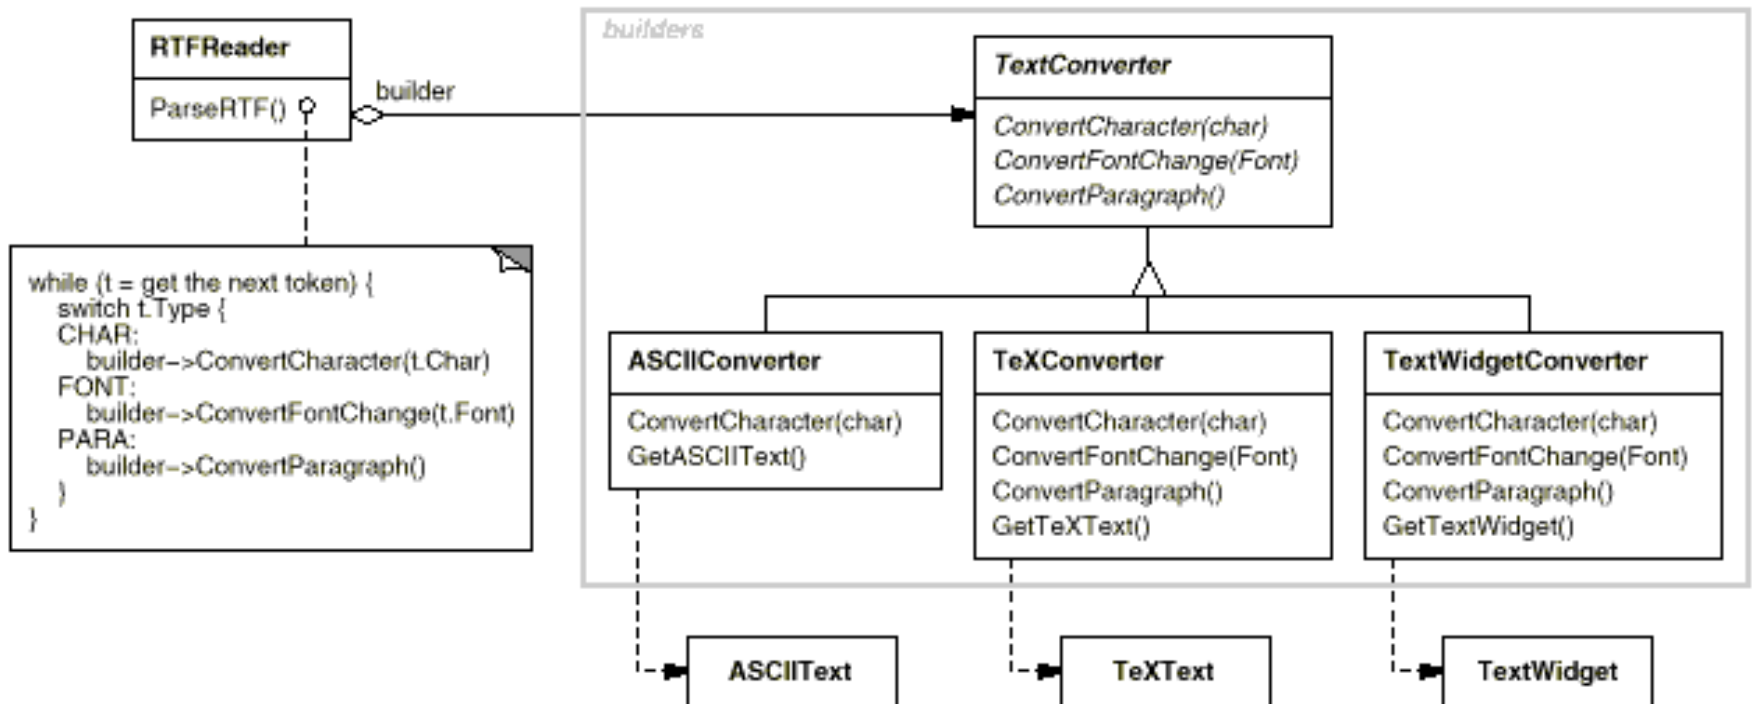 builders
RTFReader
ParseRTF()
builder
TextConverter
ConvertCharacter(char)
ConvertFontChange(Font)
ConvertParagraph()
while (t = get the next token) {
switch t.Type {
CHAR:
builder–>ConvertCharacter(t.Char)
FONT:
builder–>ConvertFontChange(t.Font)
PARA:
builder–>ConvertParagraph()
}
}
ASCIIConverter
ConvertCharacter(char)
GetASCIIText()
TeXConverter
ConvertCharacter(char)
ConvertFontChange(Font)
ConvertParagraph()
GetTeXText()
TextWidgetConverter
ConvertCharacter(char)
ConvertFontChange(Font)
ConvertParagraph()
GetTextWidget()
ASCIIText
TeXText
TextWidget